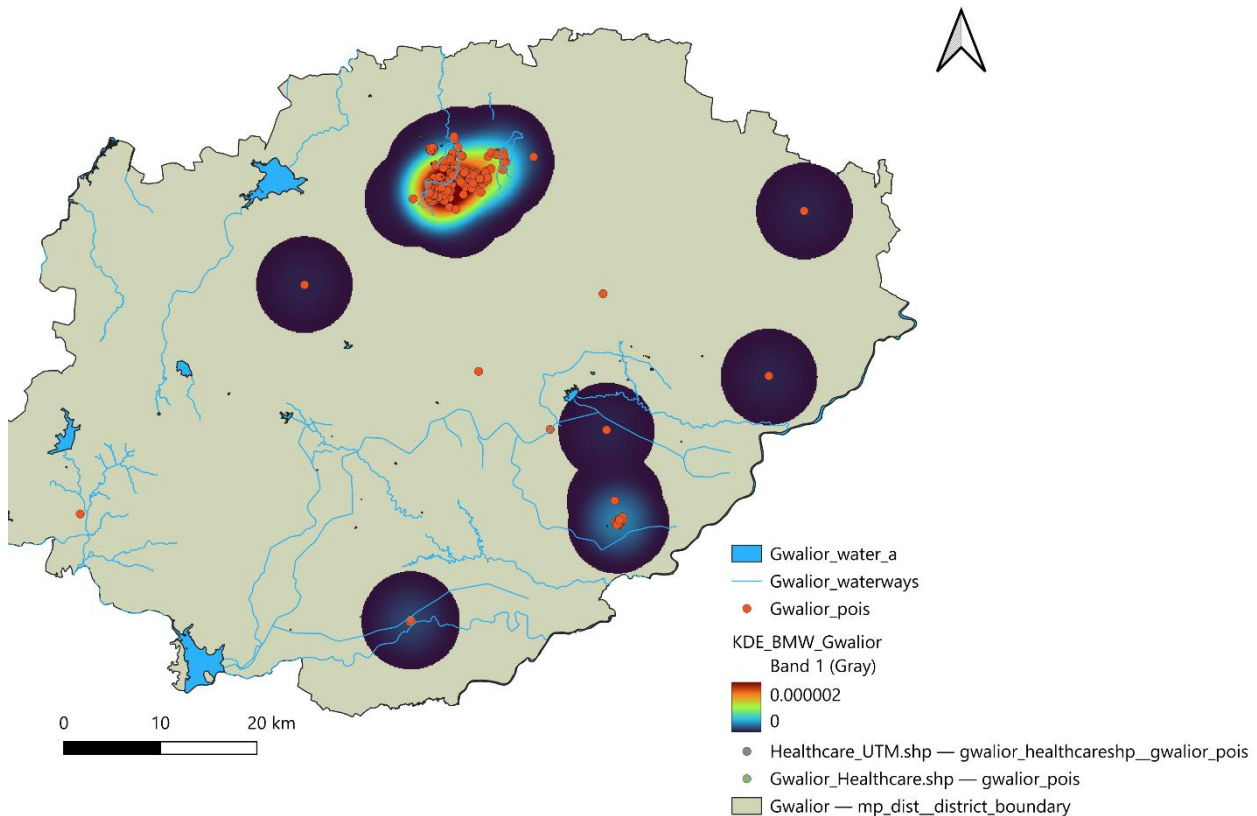 Gwalior_water_a
Gwalior_waterways
Gwalior_pois
KDE_BMW_Gwalior
Band 1 (Gray)
0.000002
0
Healthcare_UTM.shp — gwalior_healthcareshp__gwalior_pois
Gwalior_Healthcare.shp — gwalior_pois
Gwalior — mp_dist__district_boundary
0 10 20 km